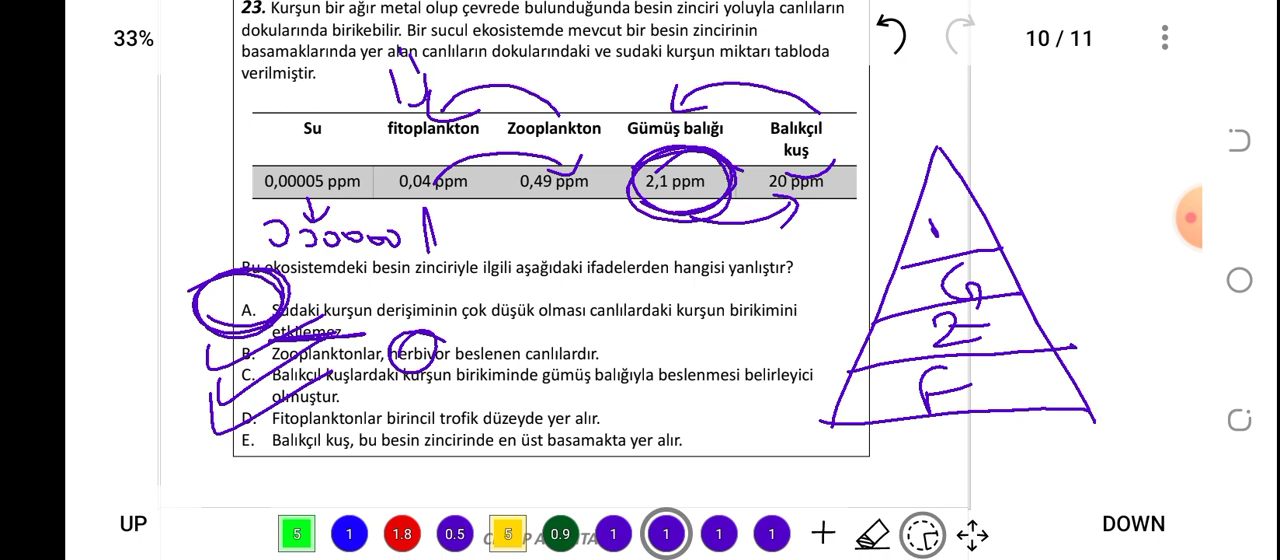 33%
10 / 11
23. Kurşun bir ağır metal olup çevrede bulunduğunda besin zinciri yoluyla canlıların
dokularında birikebilir. Bir sucul ekosistemde mevcut bir besin zincirinin
basamaklarında yer alan canlıların dokularındaki ve sudaki kurşun miktarı tabloda
verilmiştir.
Su fitoplankton Zooplankton Gümüş balığı Balıkçıl
kuş
0,00005 ppm 0,04 ppm 0,49 ppm 2,1 ppm 20 ppm
Bu ekosistemdeki besin zinciriyle ilgili aşağıdaki ifadelerden hangisi yanlıştır?
A. Sudaki kurşun derişiminin çok düşük olması canlılardaki kurşun birikimini
etkilemez.
B. Zooplanktonlar, herbivor beslenen canlılardır.
C. Balıkçıl kuşlardaki kurşun birikiminde gümüş balığıyla beslenmesi belirleyici
olmuştur.
D. Fitoplanktonlar birincil trofik düzeyde yer alır.
E. Balıkçıl kuş, bu besin zincirinde en üst basamakta yer alır.
G
2
F
UP
5 1 1.8 0.5 5 0.9 1 1 1 1
DOWN